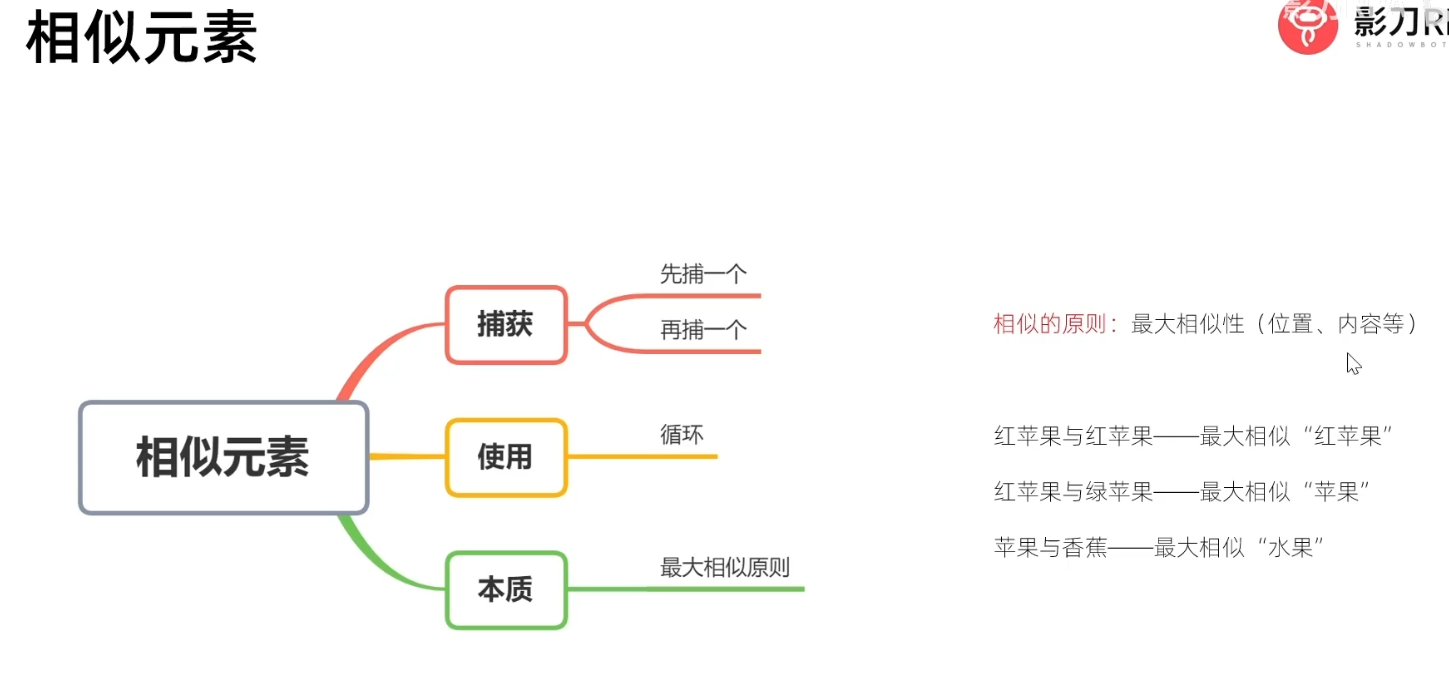 相似元素
影刀R
SHADOWBOT
先捕一个
捕获
再捕一个
相似元素
使用
循环
本质
最大相似原则
相似的原则：最大相似性（位置、内容等）
红苹果与红苹果——最大相似“红苹果”
红苹果与绿苹果——最大相似“苹果”
苹果与香蕉——最大相似“水果”